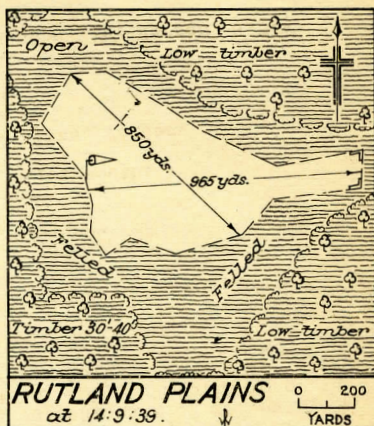 Open
Low timber
850 yds.
965 yds.
Felled
Felled
Timber 30'-40'
Low timber
RUTLAND PLAINS
0 200
at 14:9:39.
YARDS